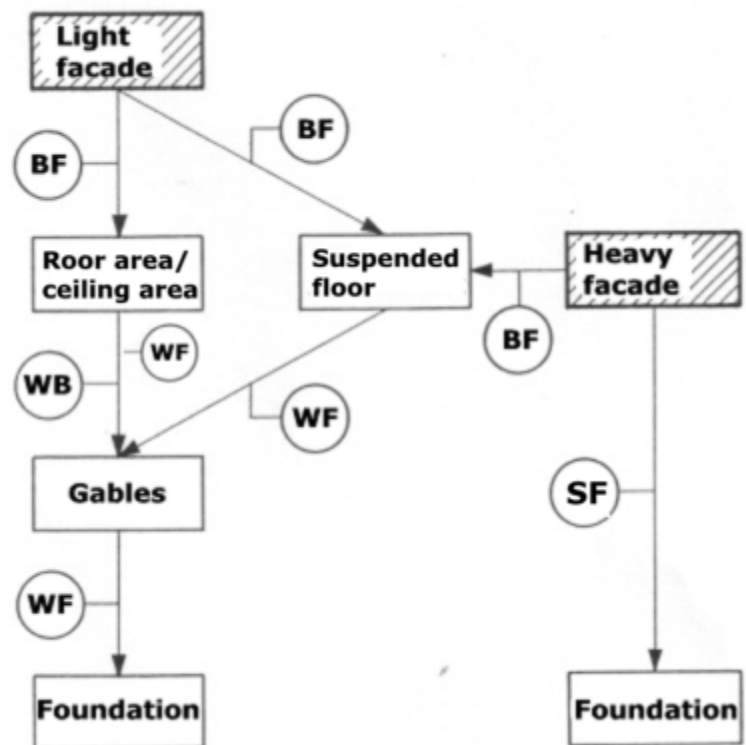 Light
facade
BF
BF
Roor area/
ceiling area
Suspended
floor
Heavy
facade
BF
WF
WB
WF
Gables
SF
WF
Foundation
Foundation